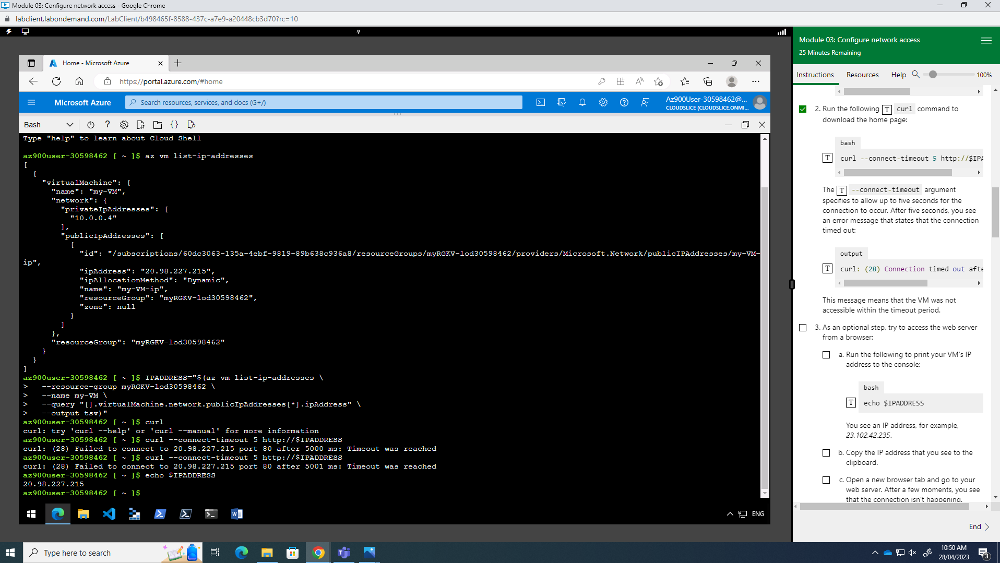 Module 03: Configure network access - Google Chrome
labclient.labondemand.com/LabClient/b498465f-8588-437c-a7e9-a20448cb3d70?rc=10
Home - Microsoft Azure
https://portal.azure.com/#home
Microsoft Azure
Search resources, services, and docs (G+/)
Az900User-30598462@...
CLOUDSLICE (CLOUDSLICE.ONMI...
Bash
Type "help" to learn about Cloud Shell
az900user-30598462 [ ~ ]$ az vm list-ip-addresses
[
  {
    "virtualMachine": {
      "name": "my-VM",
      "network": {
        "privateIpAddresses": [
          "10.0.0.4"
        ],
        "publicIpAddresses": [
          {
            "id": "/subscriptions/60dc3063-135a-4ebf-9819-89b638c936a8/resourceGroups/myRGKV-lod30598462/providers/Microsoft.Network/publicIPAddresses/my-VM-
ip",
            "ipAddress": "20.98.227.215",
            "ipAllocationMethod": "Dynamic",
            "name": "my-VM-ip",
            "resourceGroup": "myRGKV-lod30598462",
            "zone": null
          }
        ]
      },
      "resourceGroup": "myRGKV-lod30598462"
    }
  }
]
az900user-30598462 [ ~ ]$ IPADDRESS="$(az vm list-ip-addresses \
>   --resource-group myRGKV-lod30598462 \
>   --name my-VM \
>   --query "[].virtualMachine.network.publicIpAddresses[*].ipAddress" \
>   --output tsv)"
az900user-30598462 [ ~ ]$ curl
curl: try 'curl --help' or 'curl --manual' for more information
az900user-30598462 [ ~ ]$ curl --connect-timeout 5 http://$IPADDRESS
curl: (28) Failed to connect to 20.98.227.215 port 80 after 5000 ms: Timeout was reached
az900user-30598462 [ ~ ]$ curl --connect-timeout 5 http://$IPADDRESS
curl: (28) Failed to connect to 20.98.227.215 port 80 after 5001 ms: Timeout was reached
az900user-30598462 [ ~ ]$ echo $IPADDRESS
20.98.227.215
az900user-30598462 [ ~ ]$
ENG
Module 03: Configure network access
25 Minutes Remaining
Instructions Resources Help 100%
2. Run the following T curl command to
download the home page:
bash
T curl --connect-timeout 5 http://$IPA
The T --connect-timeout argument
specifies to allow up to five seconds for the
connection to occur. After five seconds, you see
an error message that states that the connection
timed out:
output
T curl: (28) Connection timed out afte
This message means that the VM was not
accessible within the timeout period.
3. As an optional step, try to access the web server
from a browser:
a. Run the following to print your VM's IP
address to the console:
bash
T echo $IPADDRESS
You see an IP address, for example,
23.102.42.235.
b. Copy the IP address that you see to the
clipboard.
c. Open a new browser tab and go to your
web server. After a few moments, you see
that the connection isn't happening.
End
Type here to search
10:50 AM
28/04/2023
3